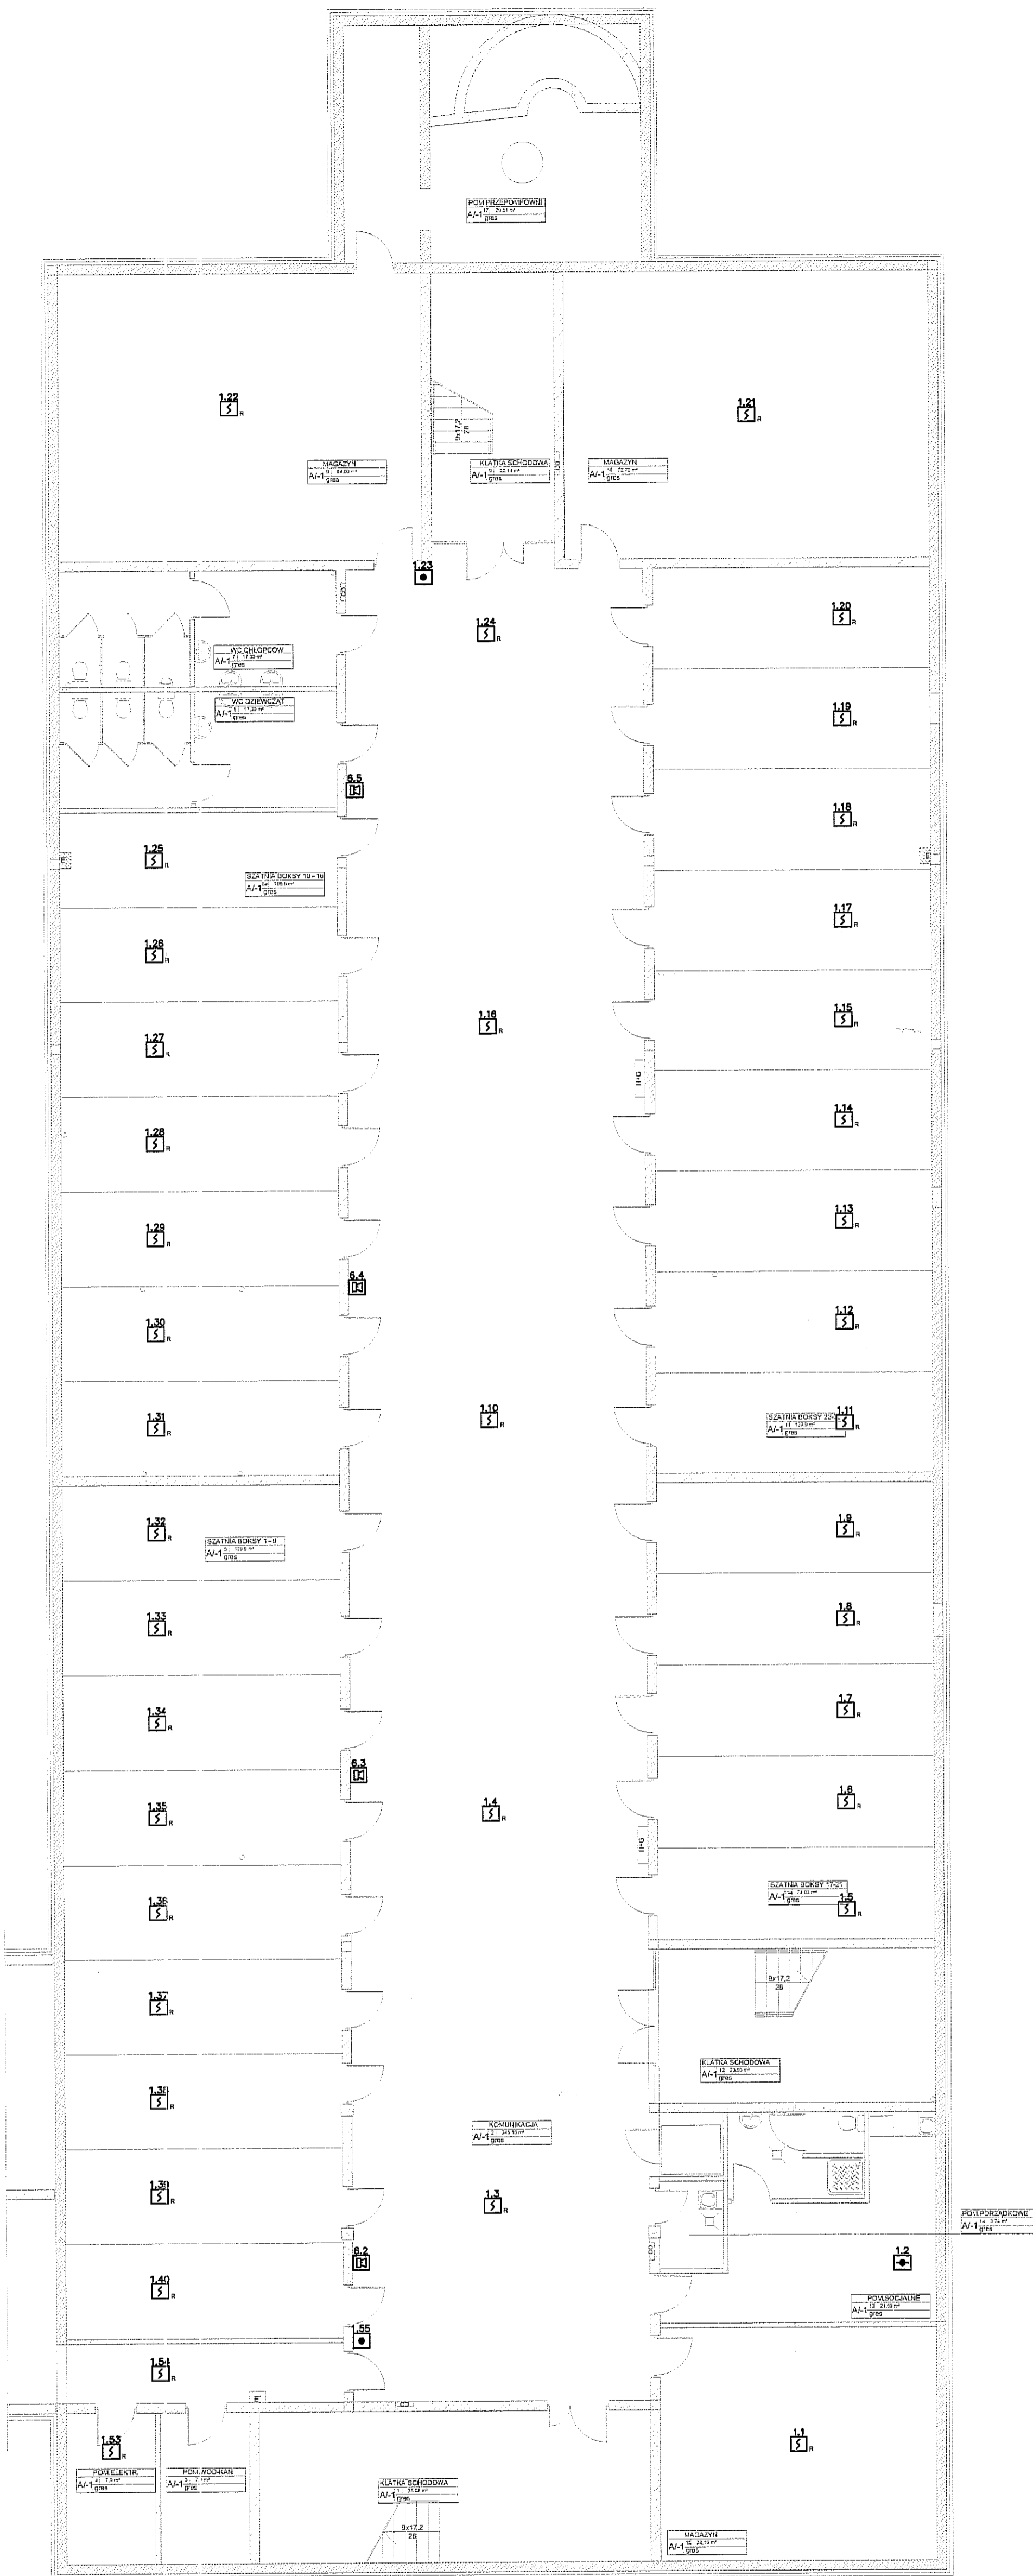 POM.PRZEPOMPOWNI
A/-1
gres
1.22
R
1.21
R
9x17,2
28
MAGAZYN
A/-1
gres
KLATKA SCHODOWA
A/-1
gres
MAGAZYN
A/-1
gres
CO
1.23
1.24
R
1.20
R
CO
WC CHŁOPCÓW
A/-1
gres
WC DZIEWCZĄT
A/-1
gres
1.19
R
6.5
1.18
R
1.25
R
E
E
SZATNIA BOKSY 10 - 16
A/-1
gres
1.17
R
1.26
R
1.16
R
1.15
R
1.27
R
H+G
1.14
R
1.28
R
1.13
R
1.29
R
6.4
1.12
R
1.30
R
1.10
R
SZATNIA BOKSY 22-
1.11
A/-1
gres
R
1.31
R
1.32
R
1.9
R
SZATNIA BOKSY 1 - 9
A/-1
gres
1.8
R
1.33
R
1.7
R
1.34
R
6.3
1.6
R
1.35
R
1.4
R
H+G
SZATNIA BOKSY 17-21
A/-1
gres
1.5
R
1.36
R
9x17,2
28
1.37
R
KLATKA SCHODOWA
A/-1
gres
1.38
R
KOMUNIKACJA
A/-1
gres
1.39
R
1.3
R
POM.PORZĄDKOWE
A/-1
gres
CO
6.2
1.2
1.40
R
POM.SOCJALNE
A/-1
gres
1.55
1.54
R
E
CO
1.53
R
1.1
R
POM.ELEKTR.
A/-1
gres
POM. WOD-KAN
A/-1
gres
KLATKA SCHODOWA
A/-1
gres
9x17,2
28
MAGAZYN
A/-1
gres